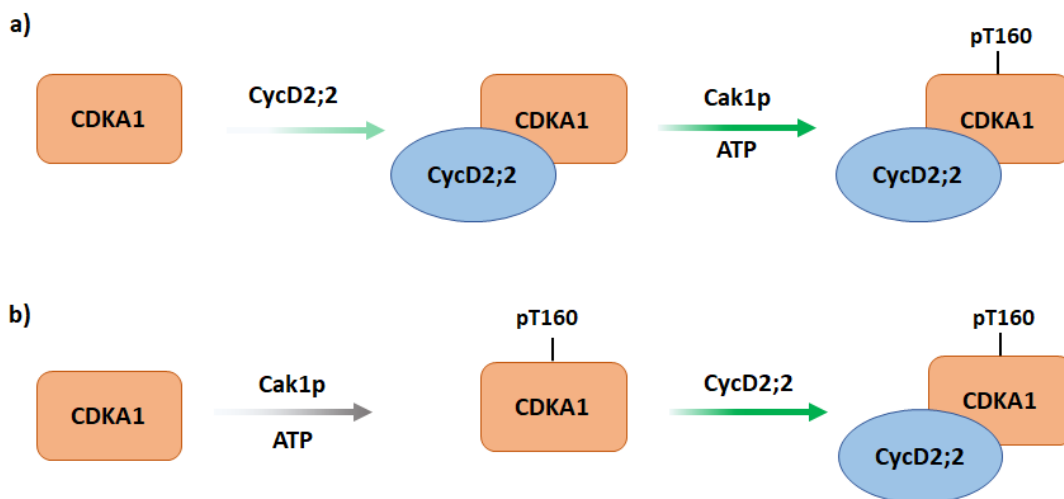 a)
pT160
CDKA1
CycD2;2
CDKA1
CycD2;2
Cak1p
ATP
CDKA1
CycD2;2
b)
pT160
pT160
CDKA1
Cak1p
ATP
CDKA1
CycD2;2
CDKA1
CycD2;2